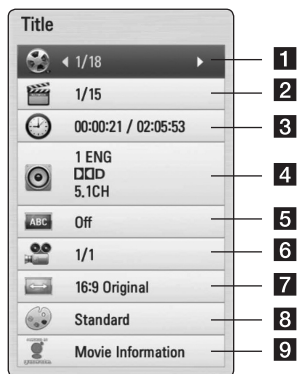 Title
1/18
1
1/15
2
00:00:21 / 02:05:53
3
1 ENG
5.1CH
4
ABC
Off
5
1/1
6
16:9 Original
7
Standard
8
Movie Information
9